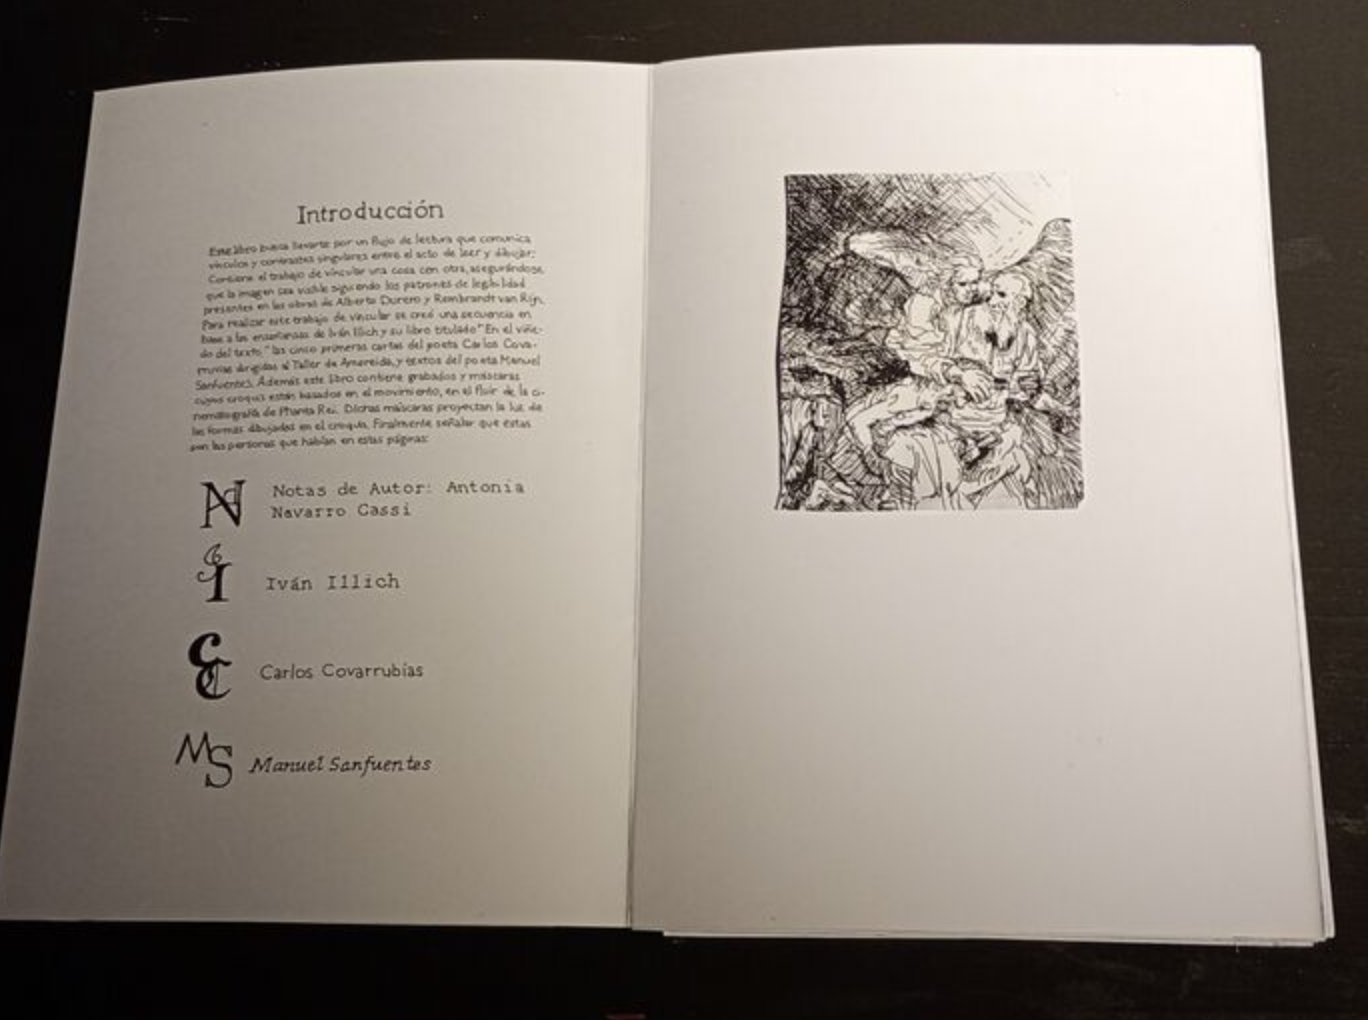 Introducción
Este libro busca llevarte por un flujo de lectura que comunica
vínculos y contrastes singulares entre el acto de leer y dibujar.
Contiene el trabajo de vincular una cosa con otra, asegurándose,
que la imagen sea visible siguiendo los patrones de legibilidad
presentes en las obras de Alberto Durero y Rembrandt van Rijn.
Para realizar este trabajo de vincular se creó una secuencia en
base a las enseñanzas de Iván Illich y su libro titulado "En el viñe-
do del texto," las cinco primeras cartas del poeta Carlos Cova-
rruvias dirigidas al Taller de Amereida, y textos del poeta Manuel
Sanfuentes. Además este libro contiene grabados y máscaras
cuyos croquis están basados en el movimiento, en el fluir de la ci-
nematografía de Phanta Rei. Dichas máscaras proyectan la luz de
las formas dibujadas en el croquis. Finalmente señalar que estas
son las personas que hablan en estas páginas:
N Notas de Autor: Antonia
Navarro Cassi
I Iván Illich
CC Carlos Covarrubias
MS Manuel Sanfuentes